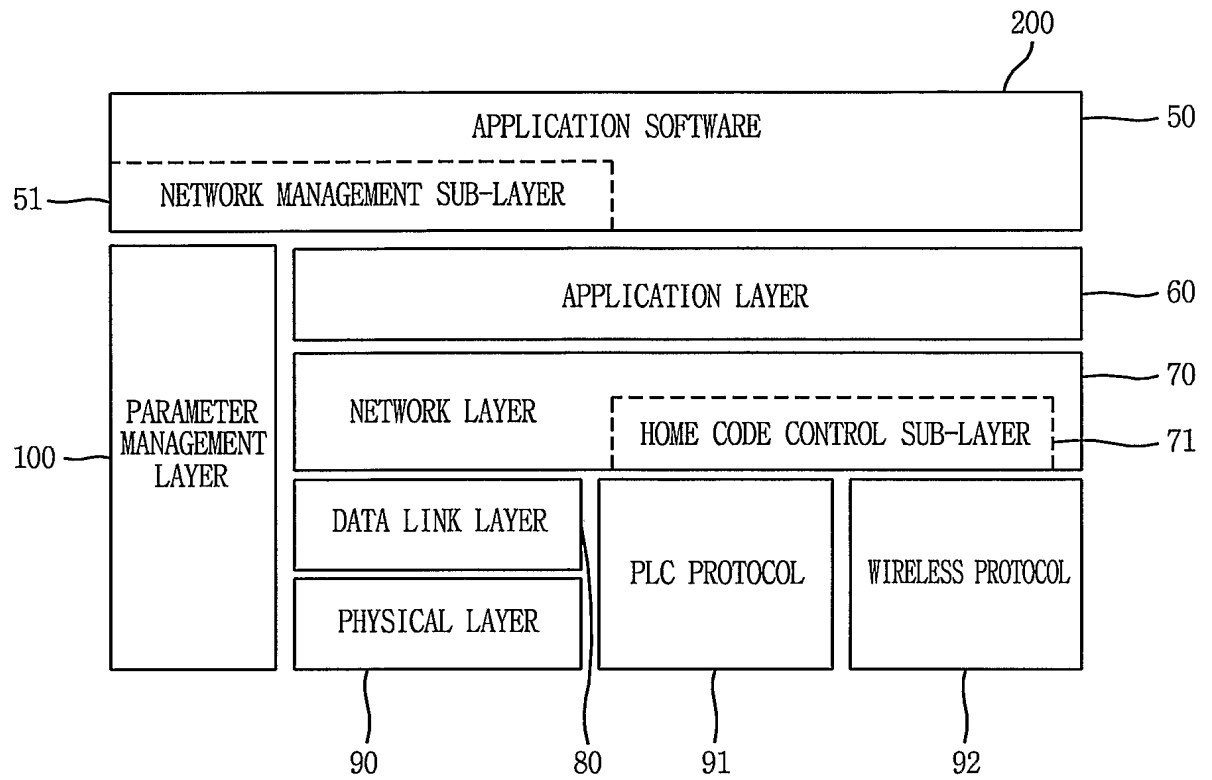 200
APPLICATION SOFTWARE
50
51
NETWORK MANAGEMENT SUB-LAYER
APPLICATION LAYER
60
NETWORK LAYER
70
HOME CODE CONTROL SUB-LAYER
71
100
PARAMETER
MANAGEMENT
LAYER
DATA LINK LAYER
PHYSICAL LAYER
PLC PROTOCOL
WIRELESS PROTOCOL
90
80
91
92